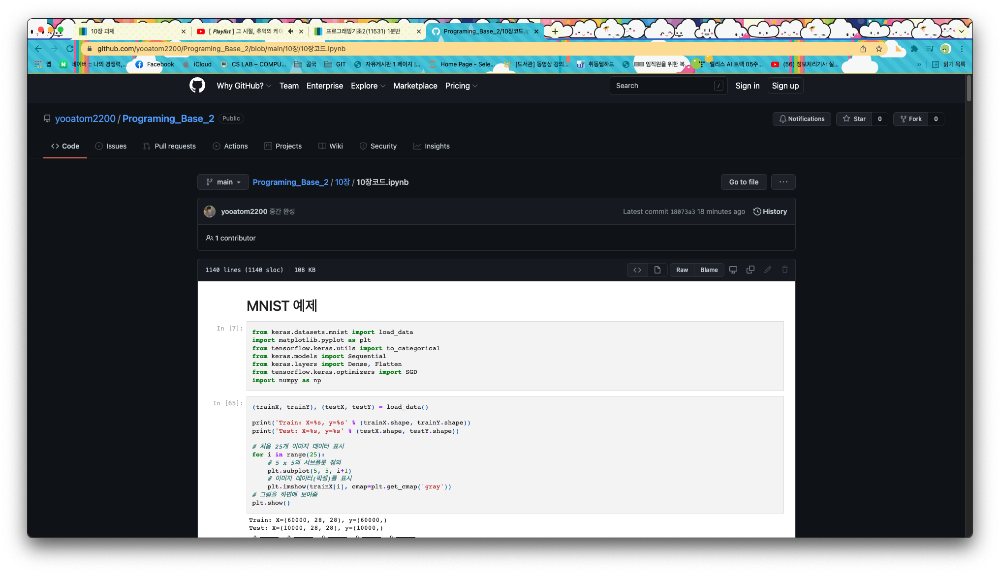 10장 과제
[ Playlist ] 그 시절, 추억의 케이
프로그래밍기초2(11531) 1분반
Programing_Base_2/10장코드.ip
github.com/yooatom2200/Programing_Base_2/blob/main/10장/10장코드.ipynb
앱
네이버 :: 나의 경쟁력,...
Facebook
iCloud
CS LAB – COMPU...
곰국
GIT
자유게시판 1 페이지 |...
Home Page - Sele...
[도서관] 동영상 강의...
취동웹하드
임직원을 위한 복...
엘리스 AI 트랙 05주...
(56) 정보처리기사 실...
»
읽기 목록
Why GitHub?
Team
Enterprise
Explore
Marketplace
Pricing
Search
/
Sign in
Sign up
yooatom2200 / Programing_Base_2
Public
Notifications
Star 0
Fork 0
Code
Issues
Pull requests
Actions
Projects
Wiki
Security
Insights
main
Programing_Base_2 / 10장 / 10장코드.ipynb
Go to file
yooatom2200 중간 완성
Latest commit 18073a3 18 minutes ago
History
1 contributor
1140 lines (1140 sloc)
108 KB
Raw
Blame
MNIST 예제
In [7]:
from keras.datasets.mnist import load_data
import matplotlib.pyplot as plt
from tensorflow.keras.utils import to_categorical
from keras.models import Sequential
from keras.layers import Dense, Flatten
from tensorflow.keras.optimizers import SGD
import numpy as np
In [65]:
(trainX, trainY), (testX, testY) = load_data()
print('Train: X=%s, y=%s' % (trainX.shape, trainY.shape))
print('Test: X=%s, y=%s' % (testX.shape, testY.shape))
# 처음 25개 이미지 데이터 표시
for i in range(25):
# 5 x 5의 서브플롯 정의
plt.subplot(5, 5, i+1)
# 이미지 데이터(픽셀)를 표시
plt.imshow(trainX[i], cmap=plt.get_cmap('gray'))
# 그림을 화면에 보여줌
plt.show()
Train: X=(60000, 28, 28), y=(60000,)
Test: X=(10000, 28, 28), y=(10000,)